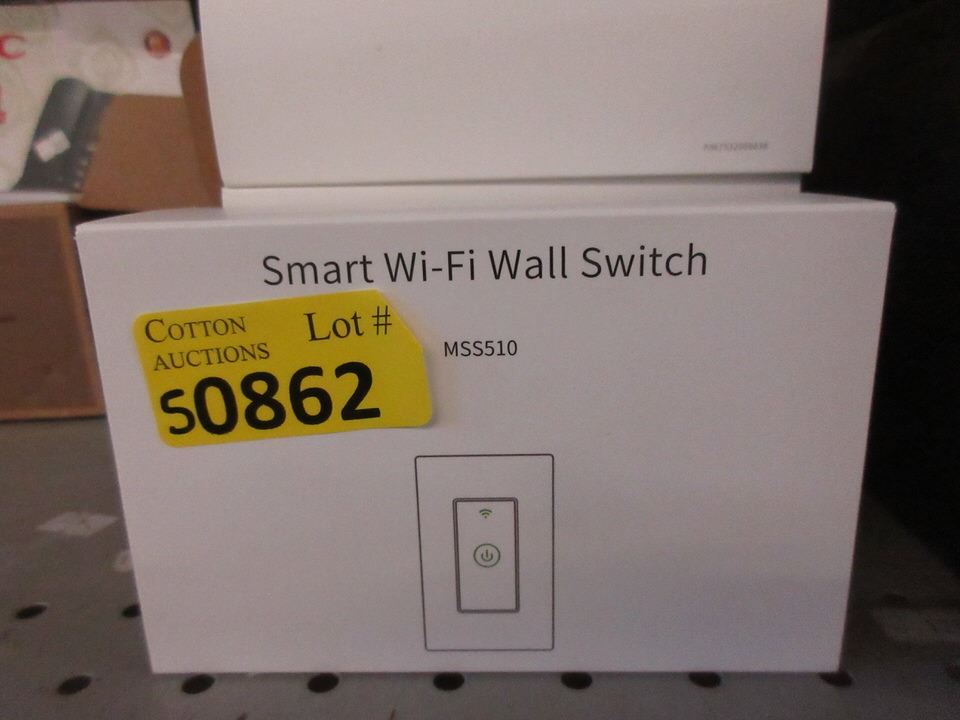 C
Smart Wi-Fi Wall Switch
COTTON AUCTIONS Lot #
50862
MSS510